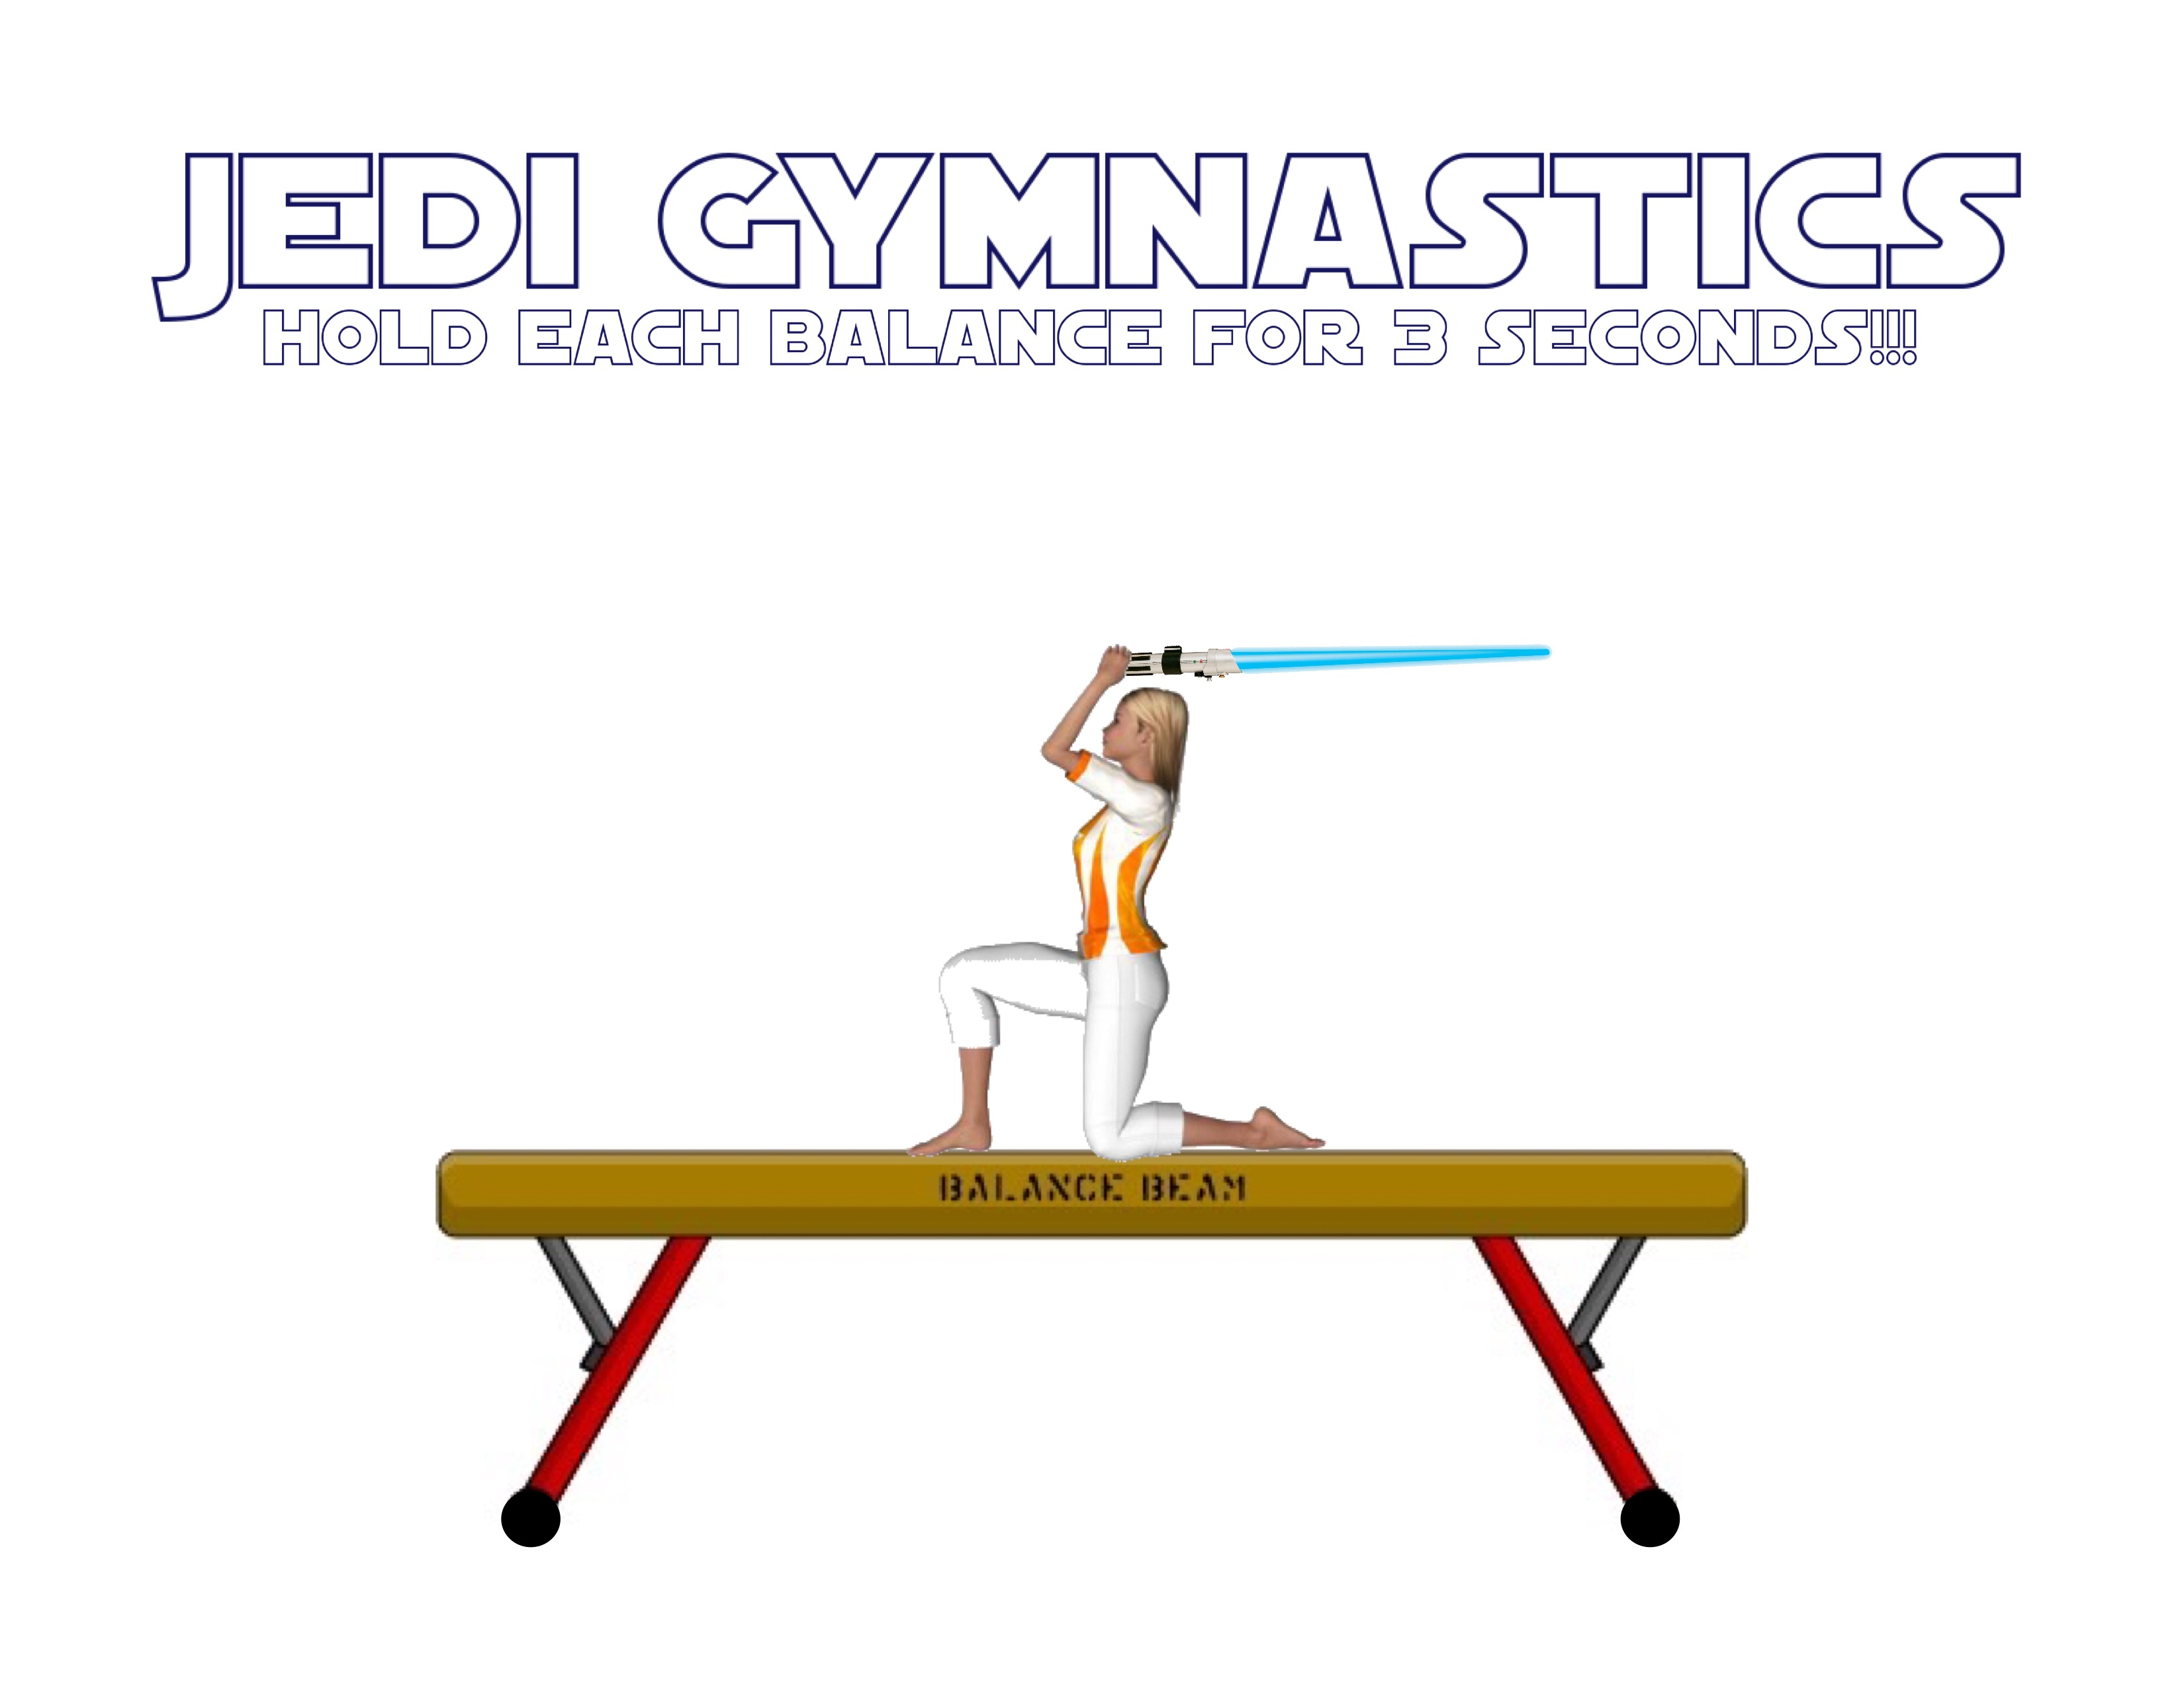 JEDI GYMNASTICS
HOLD EACH BALANCE FOR 3 SECONDS!!!
BALANCE BEAM